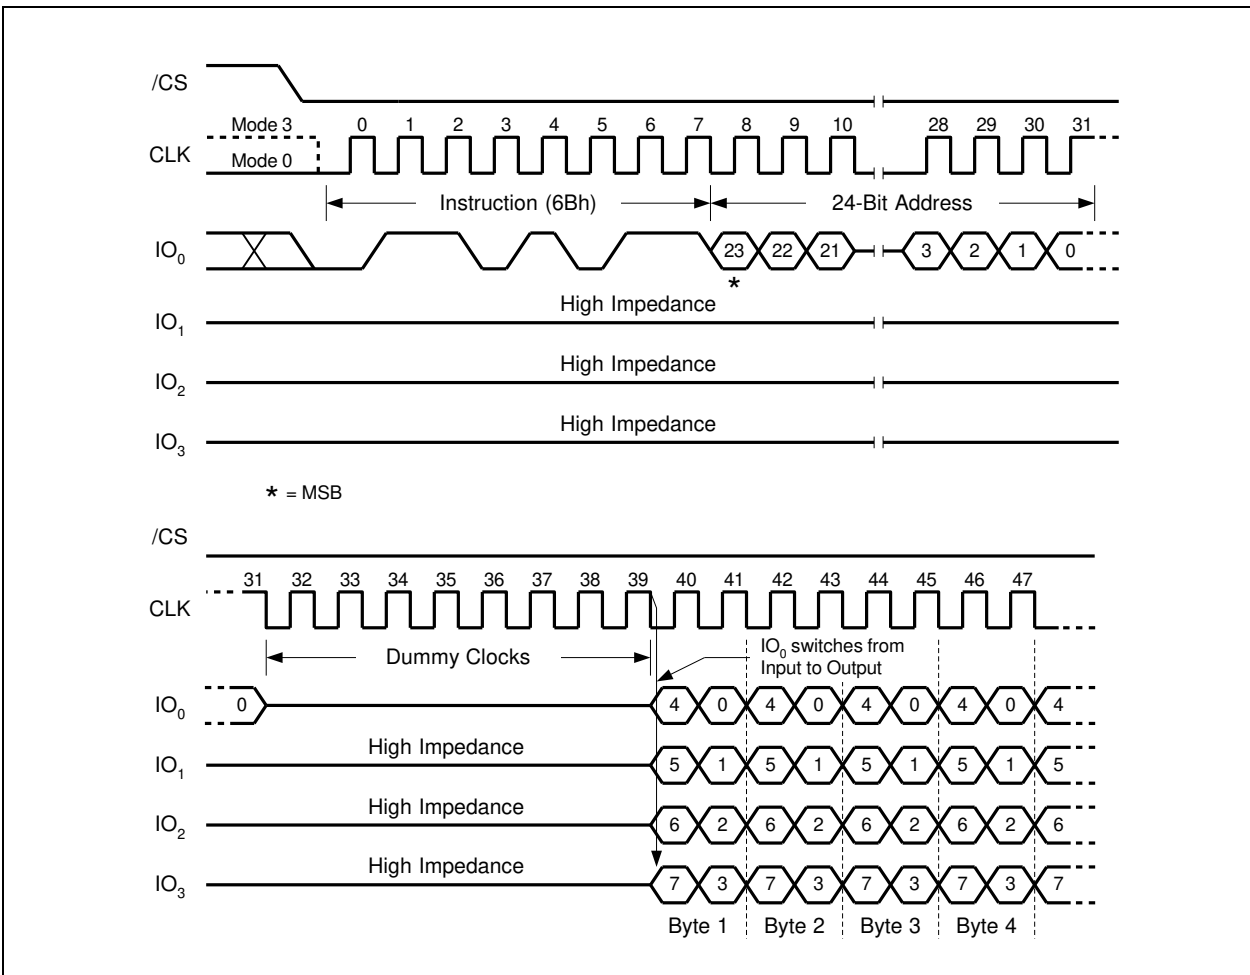 /CS
Mode 3 0 1 2 3 4 5 6 7 8 9 10 28 29 30 31
CLK
Mode 0
Instruction (6Bh) 24-Bit Address
IO0 23 22 21 3 2 1 0
*
High Impedance
IO1
High Impedance
IO2
High Impedance
IO3
* = MSB
/CS
31 32 33 34 35 36 37 38 39 40 41 42 43 44 45 46 47
CLK
IO0 switches from
Dummy Clocks Input to Output
IO0 0 4 0 4 0 4 0 4 0 4
High Impedance
IO1 5 1 5 1 5 1 5 1 5
High Impedance
IO2 6 2 6 2 6 2 6 2 6
High Impedance
IO3 7 3 7 3 7 3 7 3 7
Byte 1 Byte 2 Byte 3 Byte 4